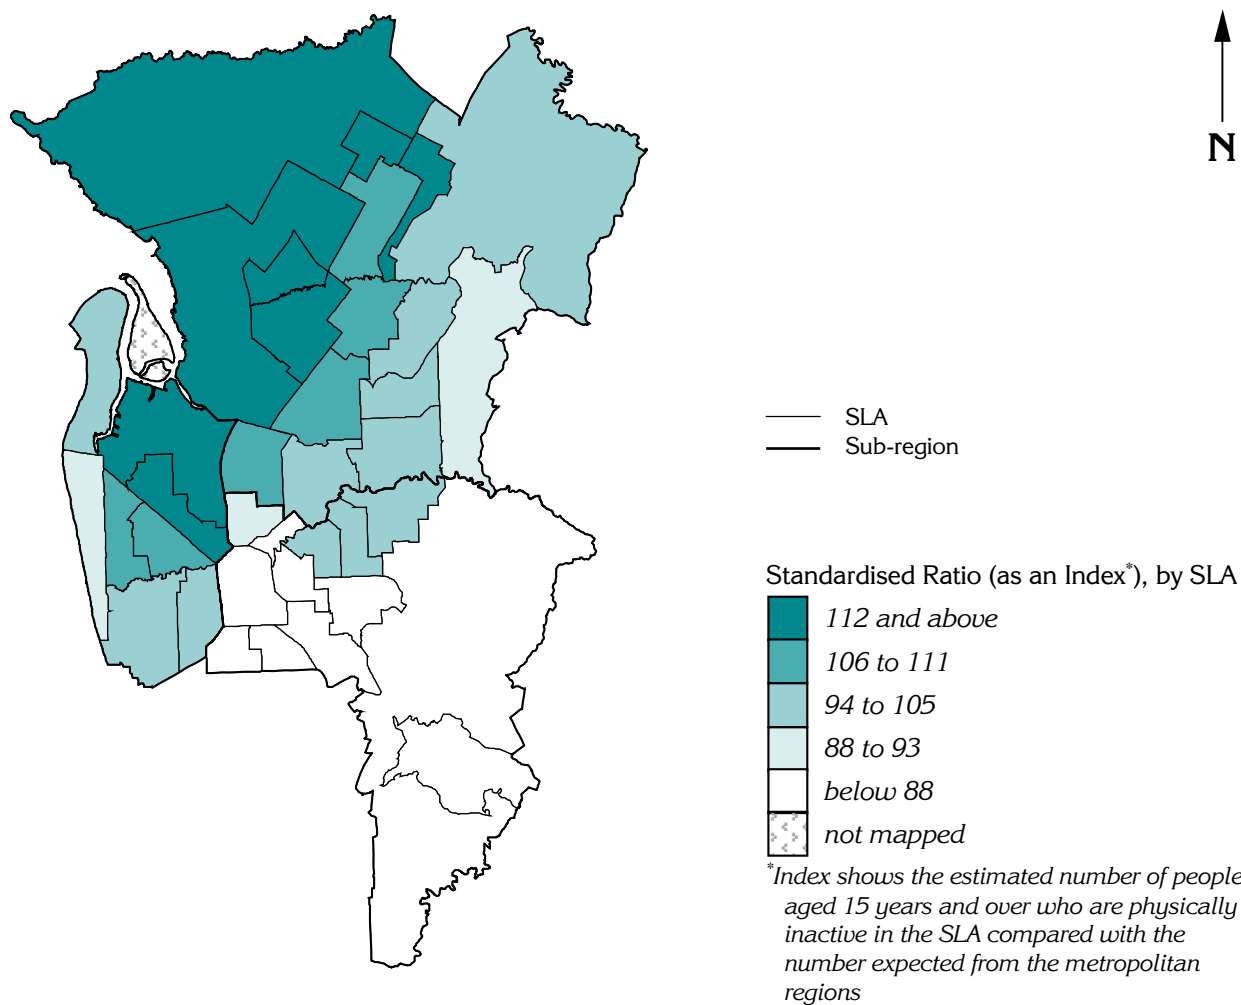 N
SLA
Sub-region
Standardised Ratio (as an Index*), by SLA
112 and above
106 to 111
94 to 105
88 to 93
below 88
not mapped
*Index shows the estimated number of people
aged 15 years and over who are physically
inactive in the SLA compared with the
number expected from the metropolitan
regions